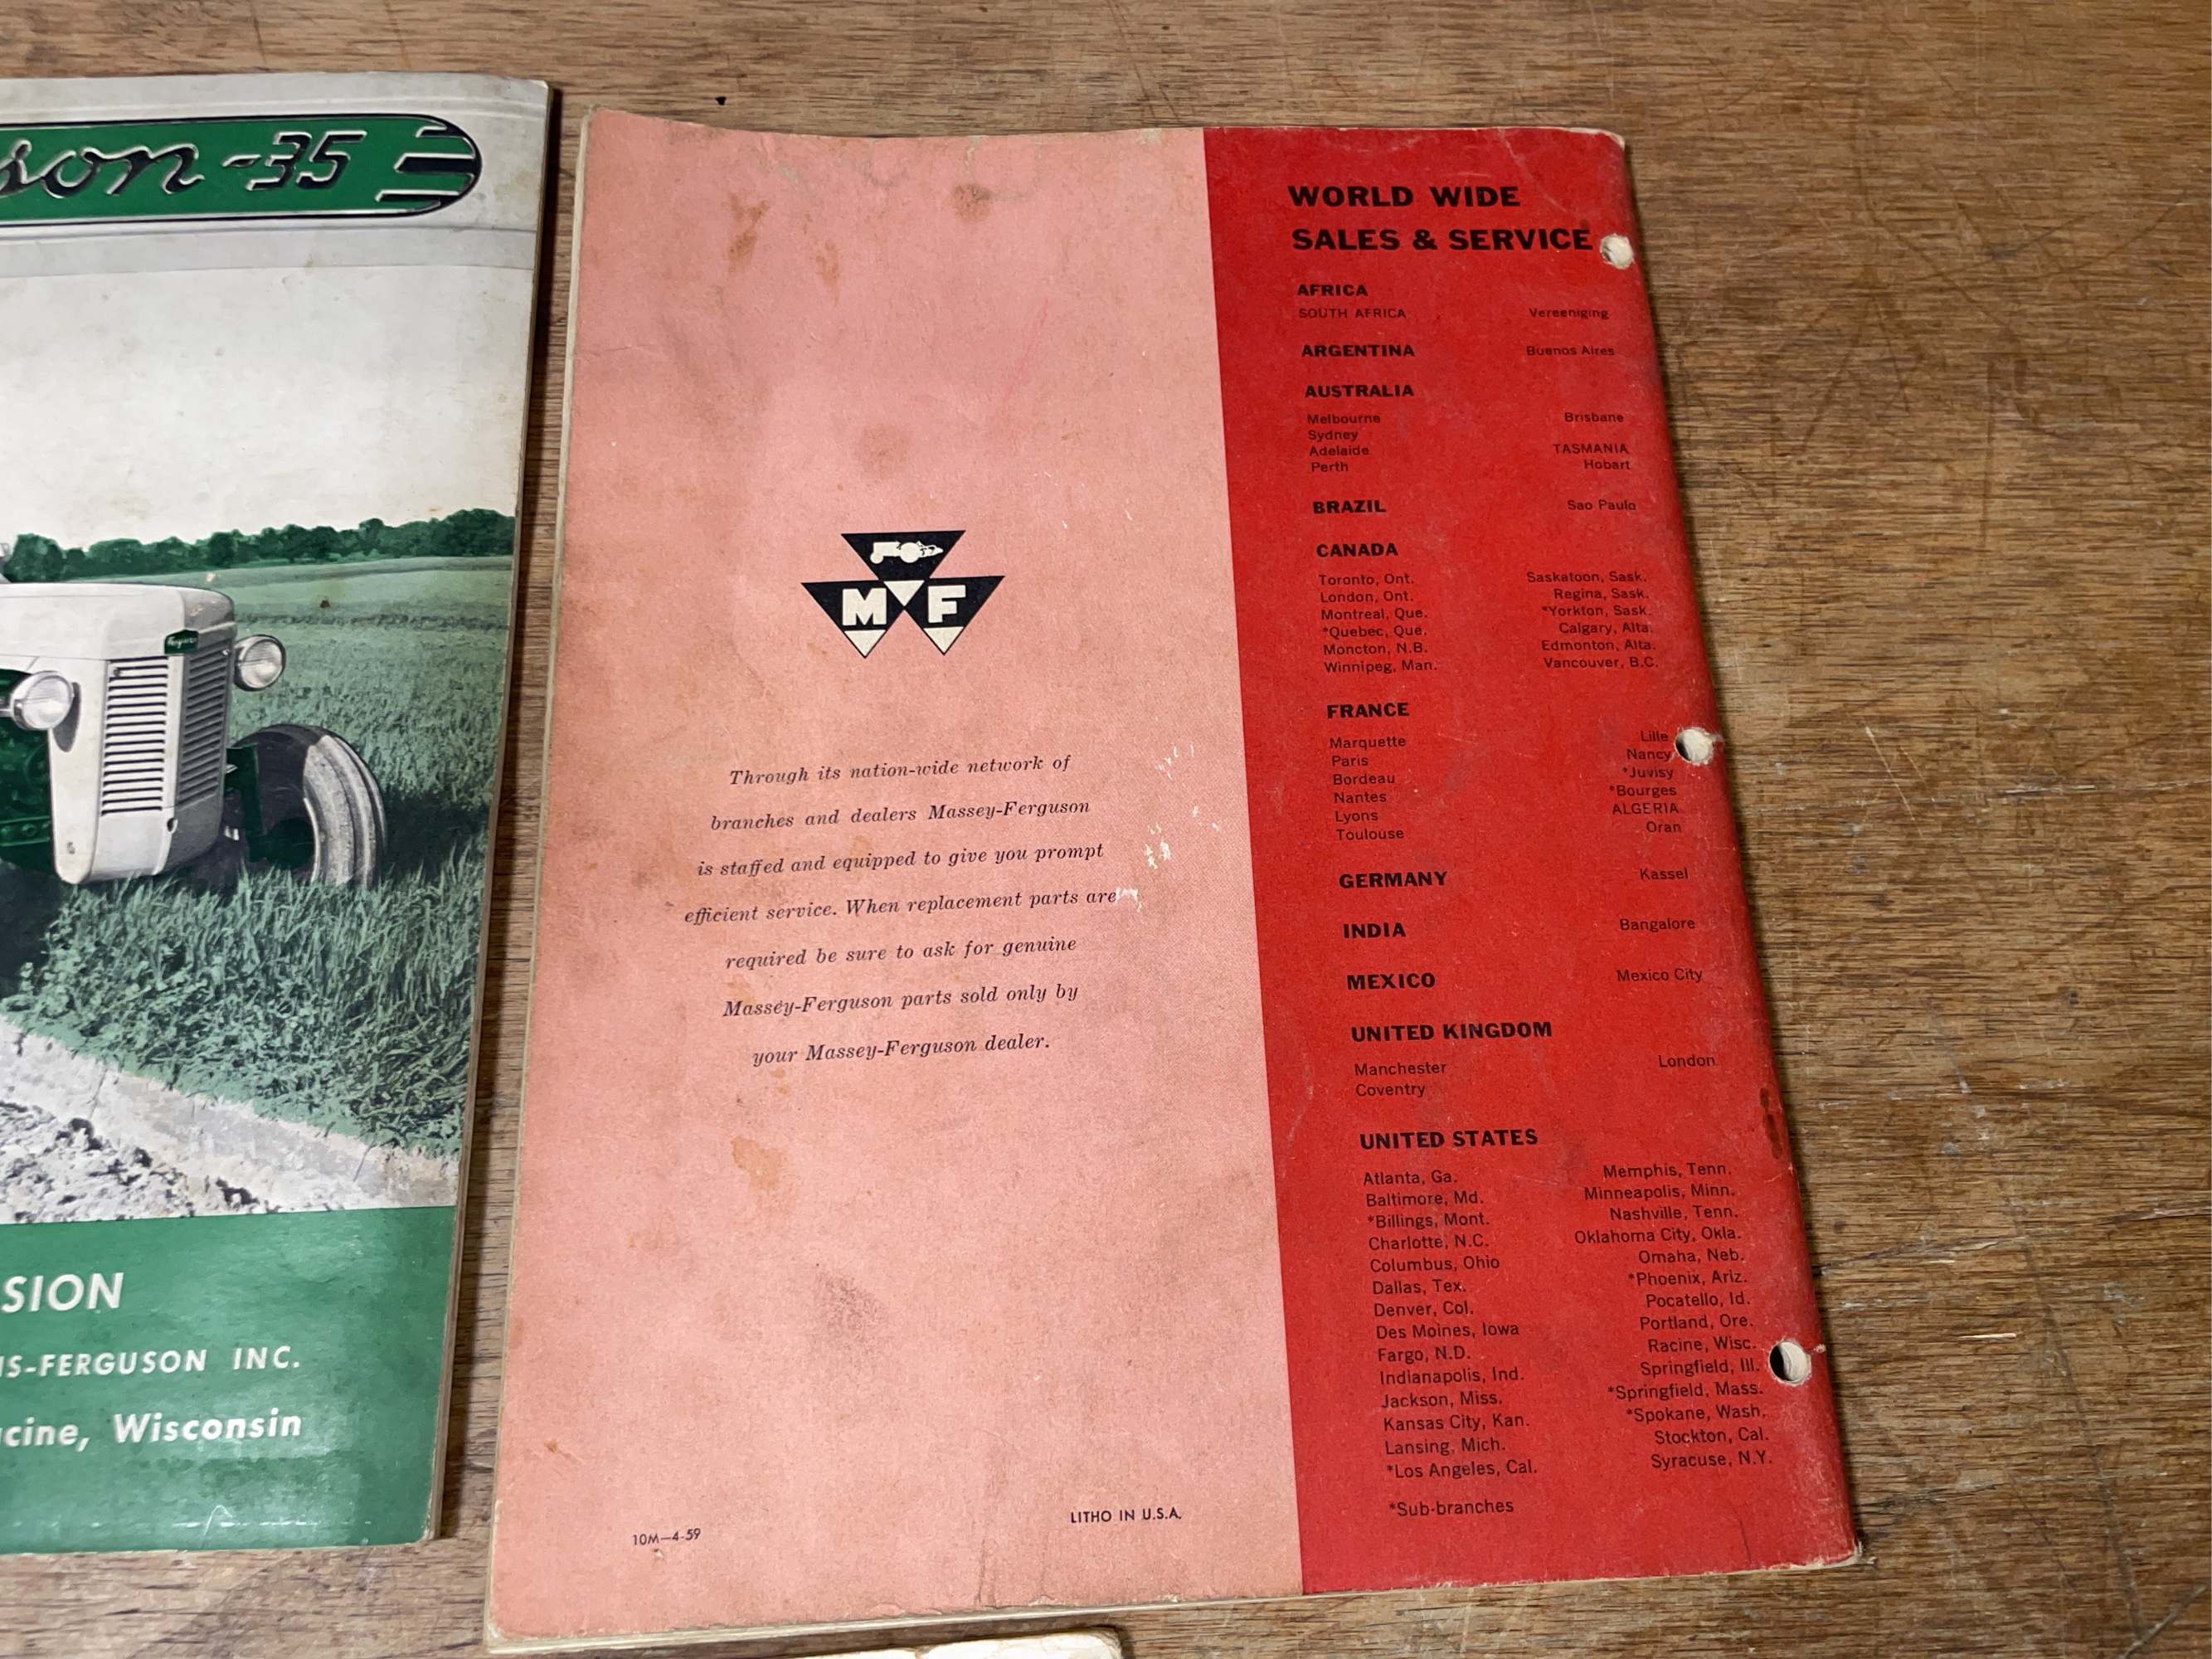 son-35
SION
IS-FERGUSON INC.
cine, Wisconsin
M F
Through its nation-wide network of
branches and dealers Massey-Ferguson
is staffed and equipped to give you prompt
efficient service. When replacement parts are
required be sure to ask for genuine
Massey-Ferguson parts sold only by
your Massey-Ferguson dealer.
10M—4-59
LITHO IN U.S.A.
WORLD WIDE
SALES & SERVICE
AFRICA
SOUTH AFRICA Vereeniging
ARGENTINA Buenos Aires
AUSTRALIA
Melbourne Brisbane
Sydney
Adelaide TASMANIA
Perth Hobart
BRAZIL Sao Paulo
CANADA
Toronto, Ont. Saskatoon, Sask.
London, Ont. Regina, Sask.
Montreal, Que. *Yorkton, Sask.
*Quebec, Que. Calgary, Alta.
Moncton, N.B. Edmonton, Alta.
Winnipeg, Man. Vancouver, B.C.
FRANCE
Marquette Lille
Paris Nancy
Bordeau *Juvisy
Nantes *Bourges
Lyons ALGERIA
Toulouse Oran
GERMANY Kassel
INDIA Bangalore
MEXICO Mexico City
UNITED KINGDOM
Manchester London
Coventry
UNITED STATES
Atlanta, Ga. Memphis, Tenn.
Baltimore, Md. Minneapolis, Minn.
*Billings, Mont. Nashville, Tenn.
Charlotte, N.C. Oklahoma City, Okla.
Columbus, Ohio Omaha, Neb.
Dallas, Tex. *Phoenix, Ariz.
Denver, Col. Pocatello, Id.
Des Moines, Iowa Portland, Ore.
Fargo, N.D. Racine, Wisc.
Indianapolis, Ind. Springfield, Ill.
Jackson, Miss. *Springfield, Mass.
Kansas City, Kan. *Spokane, Wash.
Lansing, Mich. Stockton, Cal.
*Los Angeles, Cal. Syracuse, N.Y.
*Sub-branches